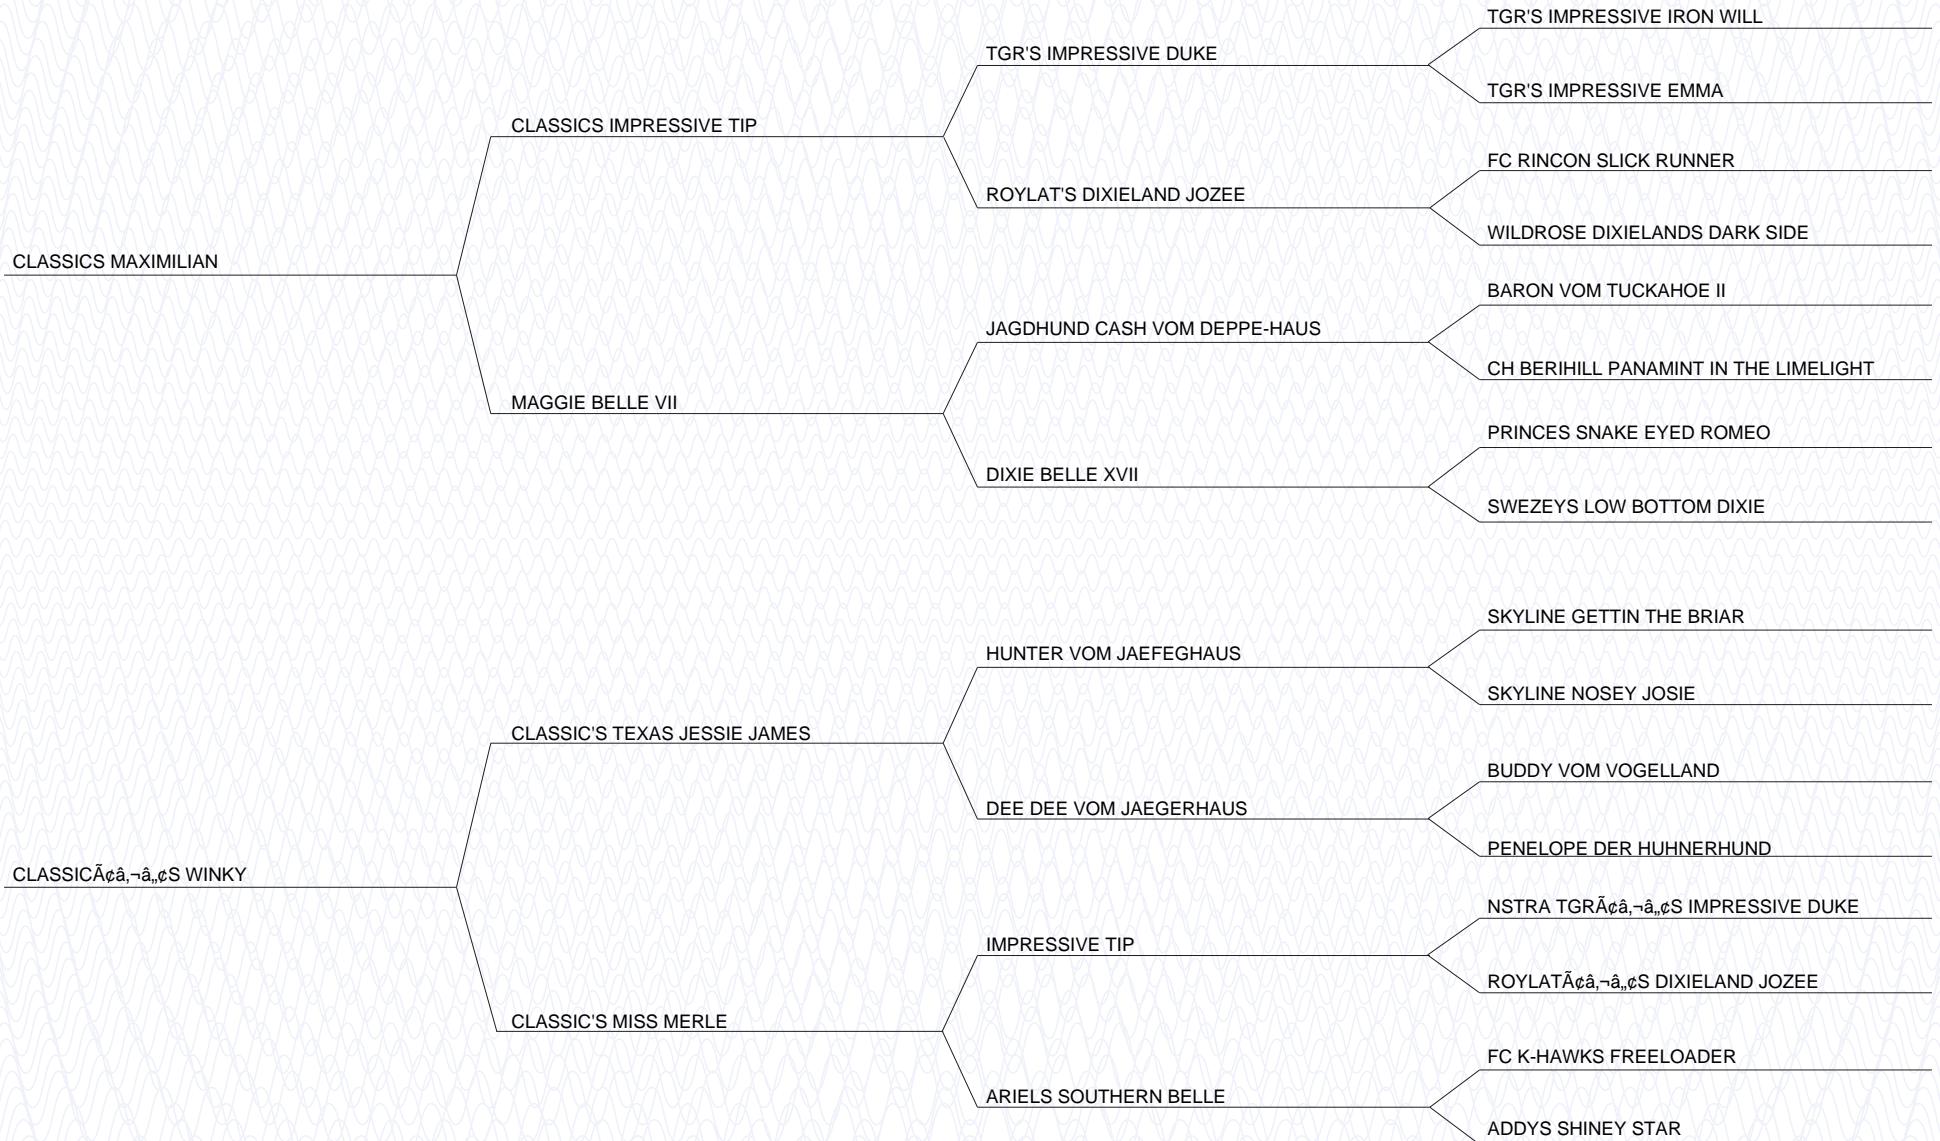 TGR'S IMPRESSIVE IRON WILL
TGR'S IMPRESSIVE DUKE
TGR'S IMPRESSIVE EMMA
CLASSICS IMPRESSIVE TIP
FC RINCON SLICK RUNNER
ROYLAT'S DIXIELAND JOZEE
WILDROSE DIXIELANDS DARK SIDE
CLASSICS MAXIMILIAN
BARON VOM TUCKAHOE II
JAGDHUND CASH VOM DEPPE-HAUS
CH BERIHILL PANAMINT IN THE LIMELIGHT
MAGGIE BELLE VII
PRINCES SNAKE EYED ROMEO
DIXIE BELLE XVII
SWEZEYS LOW BOTTOM DIXIE
SKYLINE GETTIN THE BRIAR
HUNTER VOM JAEFEGHAUS
SKYLINE NOSEY JOSIE
CLASSIC'S TEXAS JESSIE JAMES
BUDDY VOM VOGELLAND
DEE DEE VOM JAEGERHAUS
PENELOPE DER HUHNERHUND
CLASSICÃ¢â‚¬â„¢S WINKY
NSTRA TGRÃ¢â‚¬â„¢S IMPRESSIVE DUKE
IMPRESSIVE TIP
ROYLATÃ¢â‚¬â„¢S DIXIELAND JOZEE
CLASSIC'S MISS MERLE
FC K-HAWKS FREELOADER
ARIELS SOUTHERN BELLE
ADDYS SHINEY STAR